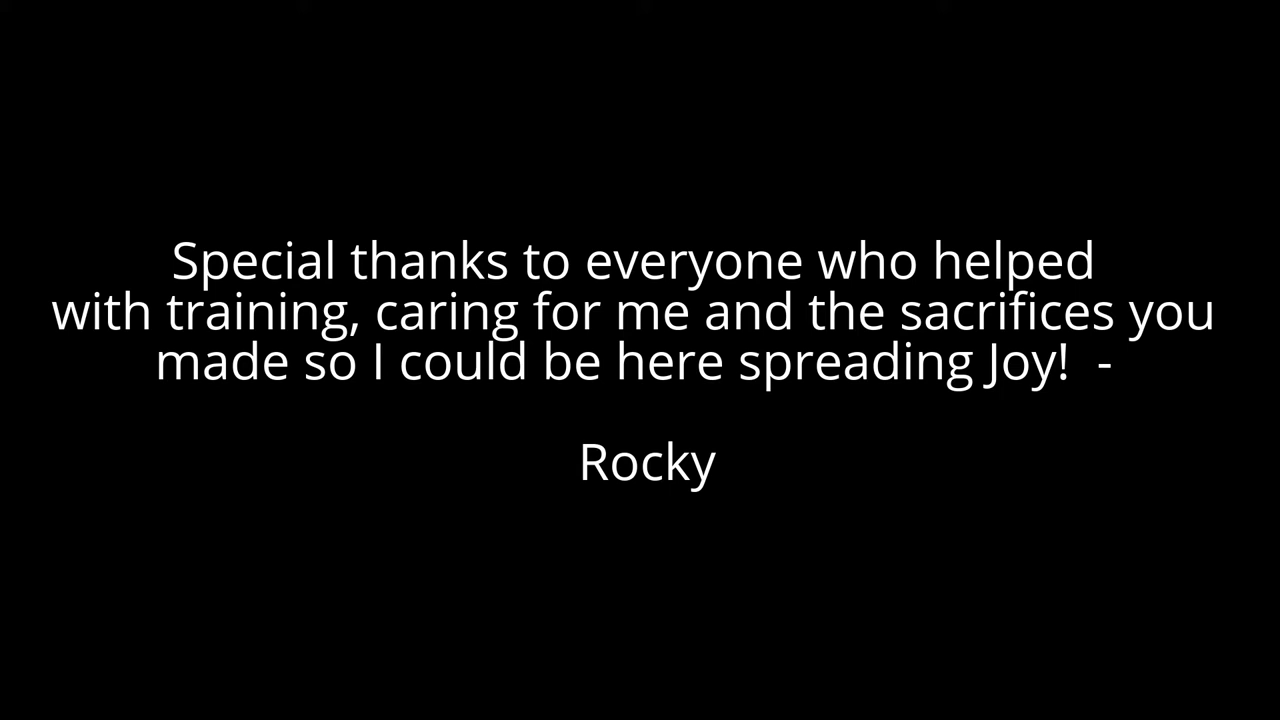 Special thanks to everyone who helped
with training, caring for me and the sacrifices you
made so I could be here spreading Joy!  -
Rocky